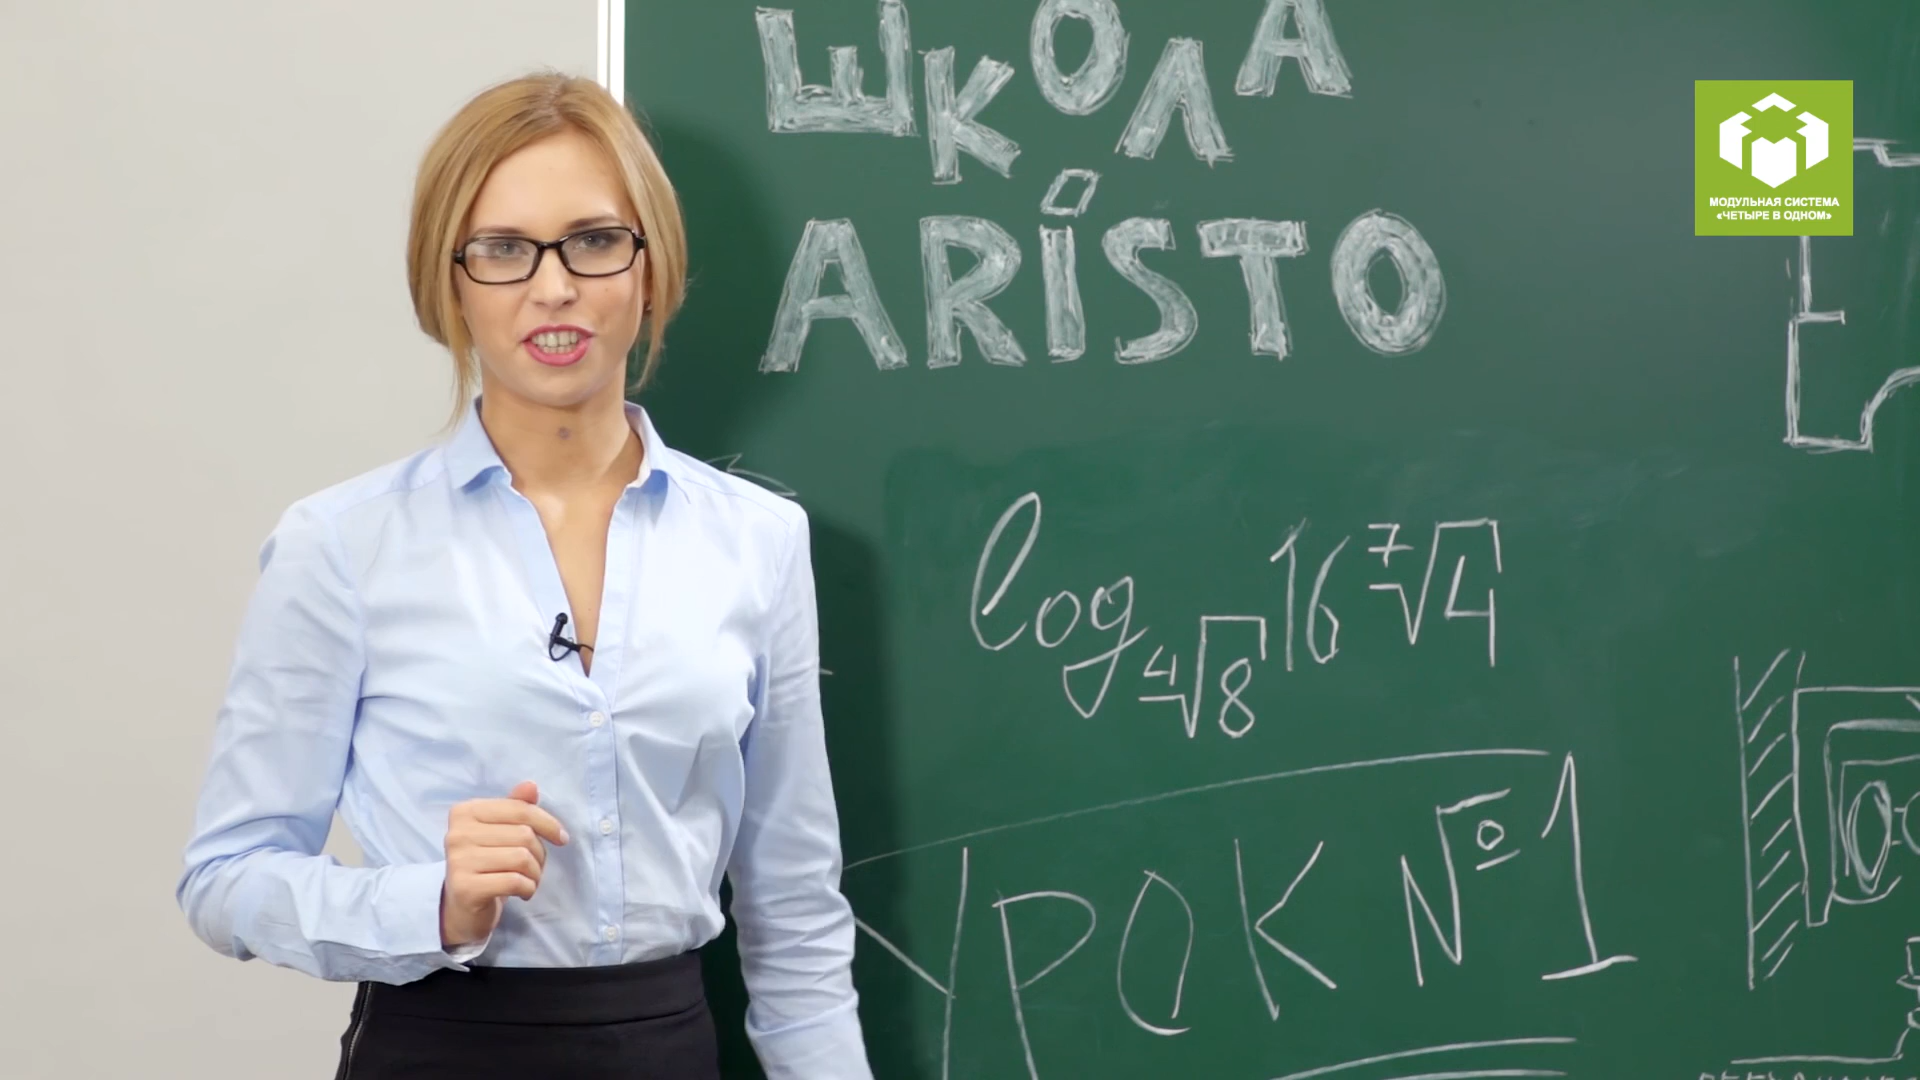 ШКОЛА
ARISTO
МОДУЛЬНАЯ СИСТЕМА
«ЧЕТЫРЕ В ОДНОМ»
log ⁴√8 16 ⁷√4
УРОК №1